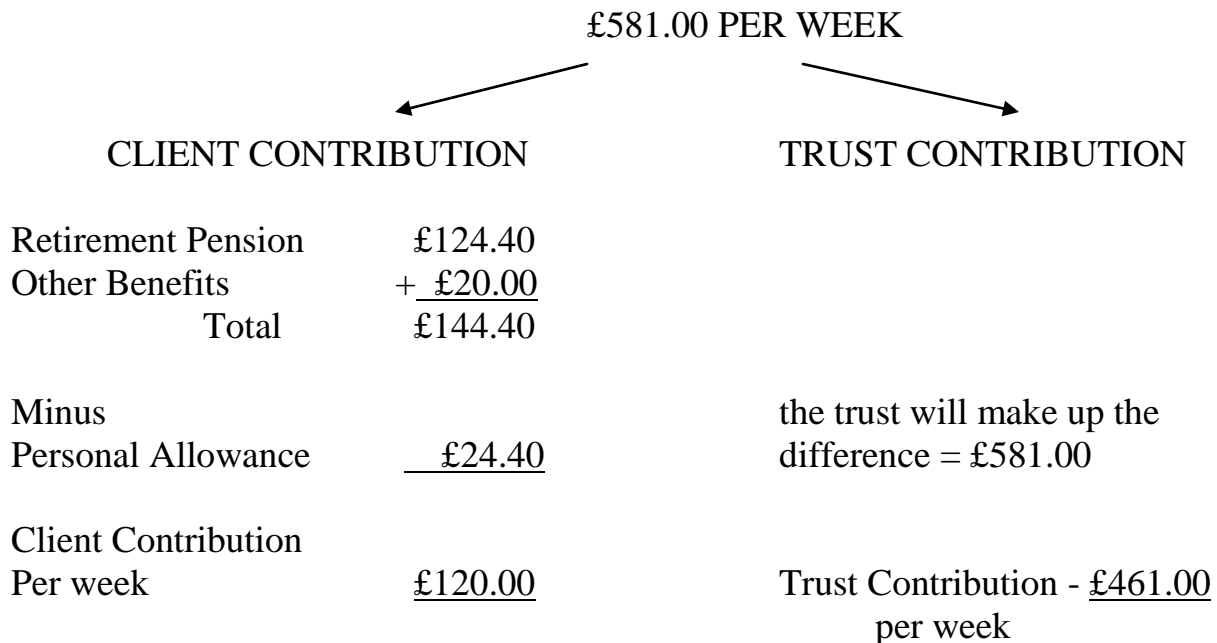 £581.00 PER WEEK
CLIENT CONTRIBUTION TRUST CONTRIBUTION
Retirement Pension £124.40
Other Benefits + £20.00
Total £144.40
Minus the trust will make up the
Personal Allowance £24.40 difference = £581.00
Client Contribution
Per week £120.00 Trust Contribution - £461.00
per week